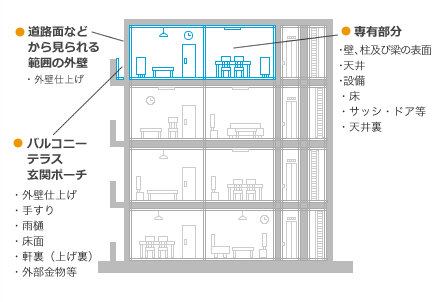 道路面など
から見られる
範囲の外壁
・外壁仕上げ
バルコニー
テラス
玄関ポーチ
・外壁仕上げ
・手すり
・雨樋
・床面
・軒裏（上げ裏）
・外部金物等
専有部分
・壁、柱及び梁の表面
・天井
・設備
・床
・サッシ・ドア等
・天井裏